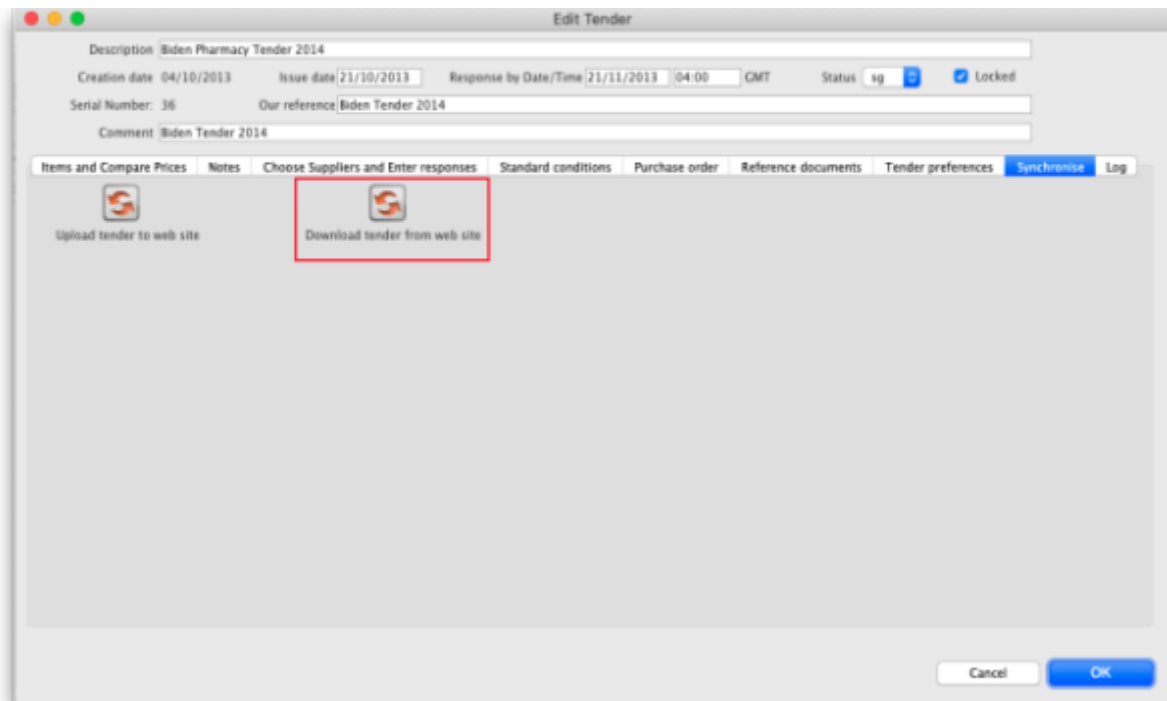 Edit Tender
Description Biden Pharmacy Tender 2014
Creation date 04/10/2013 Issue date 21/10/2013 Response by Date/Time 21/11/2013 04:00 GMT Status sg Locked
Serial Number: 36 Our reference Biden Tender 2014
Comment Biden Tender 2014
Items and Compare Prices Notes Choose Suppliers and Enter responses Standard conditions Purchase order Reference documents Tender preferences Synchronise Log
Upload tender to web site Download tender from web site
Cancel OK